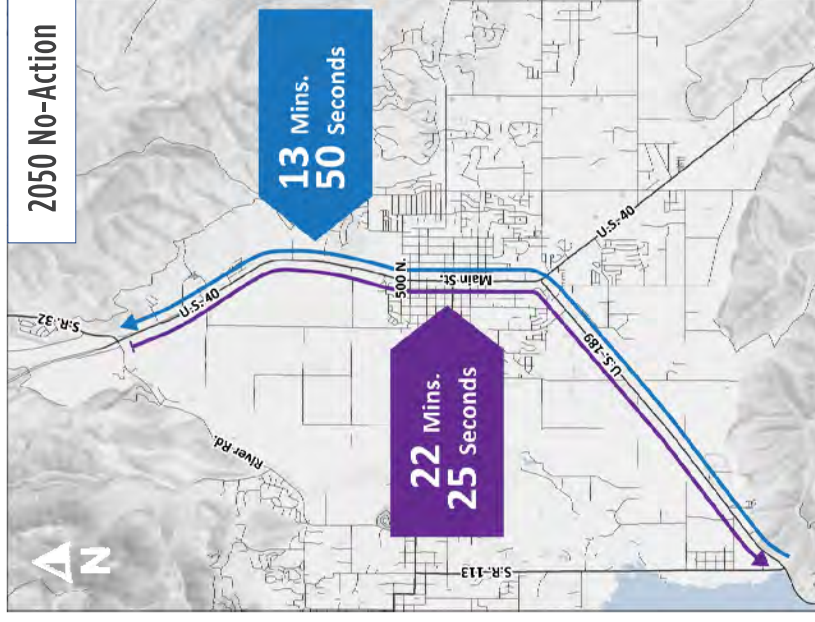 2050 No-Action
S.R. 32
U.S. 40
13 Mins.
50 Seconds
500 N.
Main St.
U.S. 40
River Rd.
22 Mins.
25 Seconds
U.S. 189
S.R. 113
N